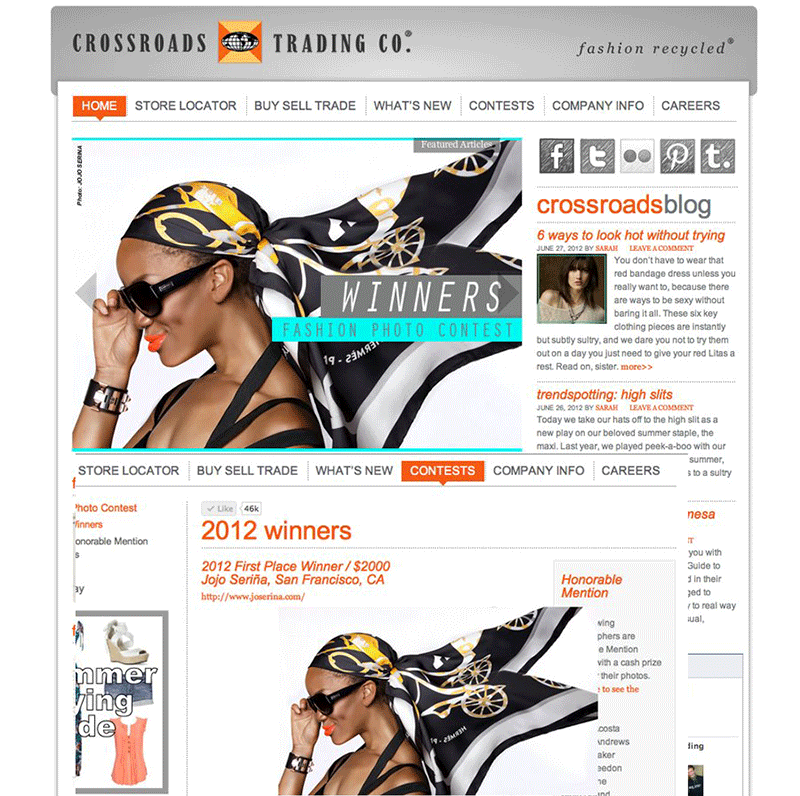 CROSSROADS TRADING CO.®
fashion recycled®
HOME STORE LOCATOR BUY SELL TRADE WHAT'S NEW CONTESTS COMPANY INFO CAREERS
Photo: JOJO SERINA
Featured Articles
WINNERS
FASHION PHOTO CONTEST
HERMÈS-P
crossroadsblog
6 ways to look hot without trying
JUNE 27, 2012 BY SARAH LEAVE A COMMENT
You don't have to wear that
red bandage dress unless you
really want to, because there
are ways to be sexy without
baring it all. These six key
clothing pieces are instantly
but subtly sultry, and we dare you not to try them
out on a day you just need to give your red Litas a
rest. Read on, sister. more>>
trendspotting: high slits
JUNE 26, 2012 BY SARAH LEAVE A COMMENT
Today we take our hats off to the high slit as a
new play on our beloved summer staple, the
maxi. Last year, we played peek-a-boo with our
summer,
s to a sultry
nesa
NT
you with
Guide to
d in their
ged to
y to real way
sual,
ding
STORE LOCATOR BUY SELL TRADE WHAT'S NEW CONTESTS COMPANY INFO CAREERS
Photo Contest
Winners
onorable Mention
s
ay
mmer
ying
de
Like 46k
2012 winners
2012 First Place Winner / $2000
Jojo Seriña, San Francisco, CA
http://www.joserina.com/
HERMÈS-P
Honorable
Mention
wing
phers are
le Mention
with a cash prize
r their photos.
e to see the
costa
Andrews
aker
eedon
ne
and